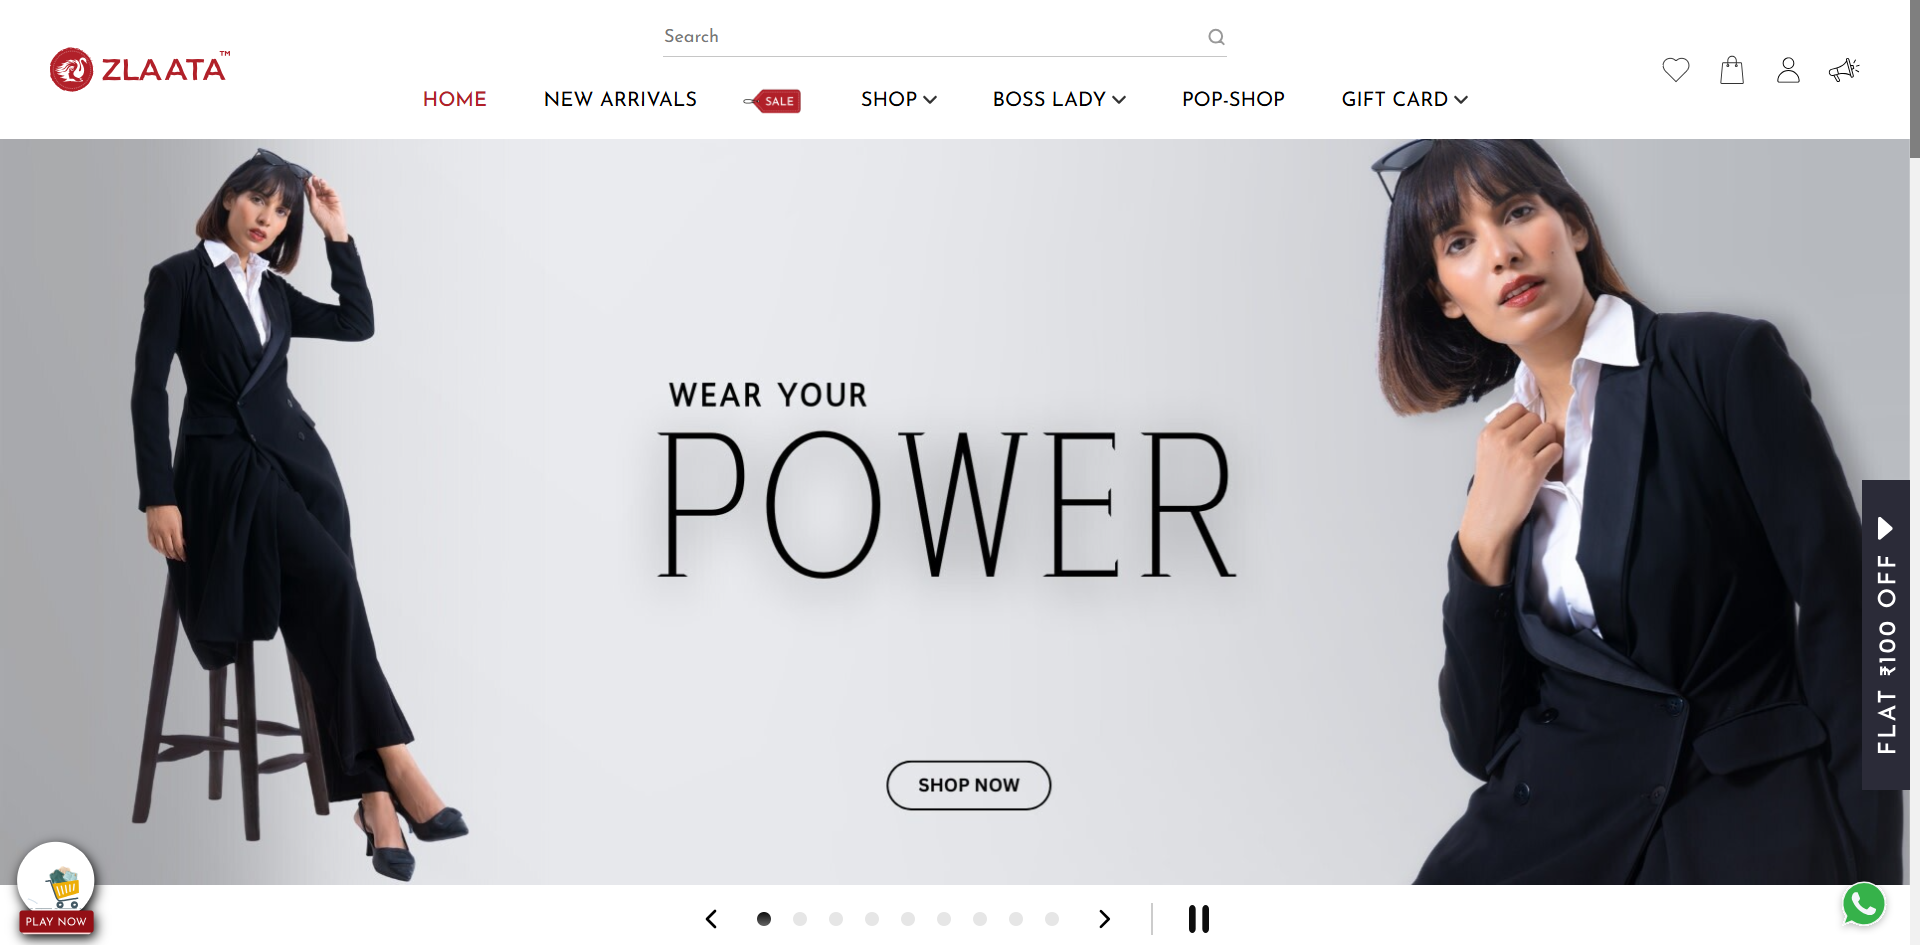 Search
ZLAATA™
HOME
NEW ARRIVALS
SALE
SHOP
BOSS LADY
POP-SHOP
GIFT CARD
WEAR YOUR
POWER
SHOP NOW
FLAT ₹100 OFF
PLAY NOW